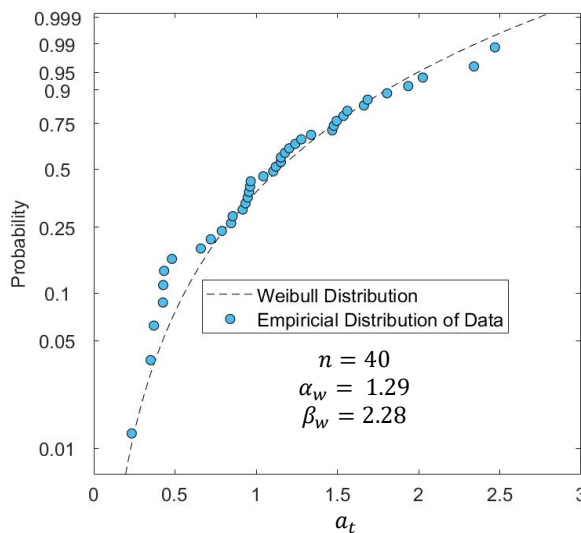 0.999
0.99
0.95
0.9
0.75
0.5
0.25
0.1
0.05
0.01
Probability
Weibull Distribution
Empiricial Distribution of Data
n = 40
α_w = 1.29
β_w = 2.28
0 0.5 1 1.5 2 2.5 3
a_t